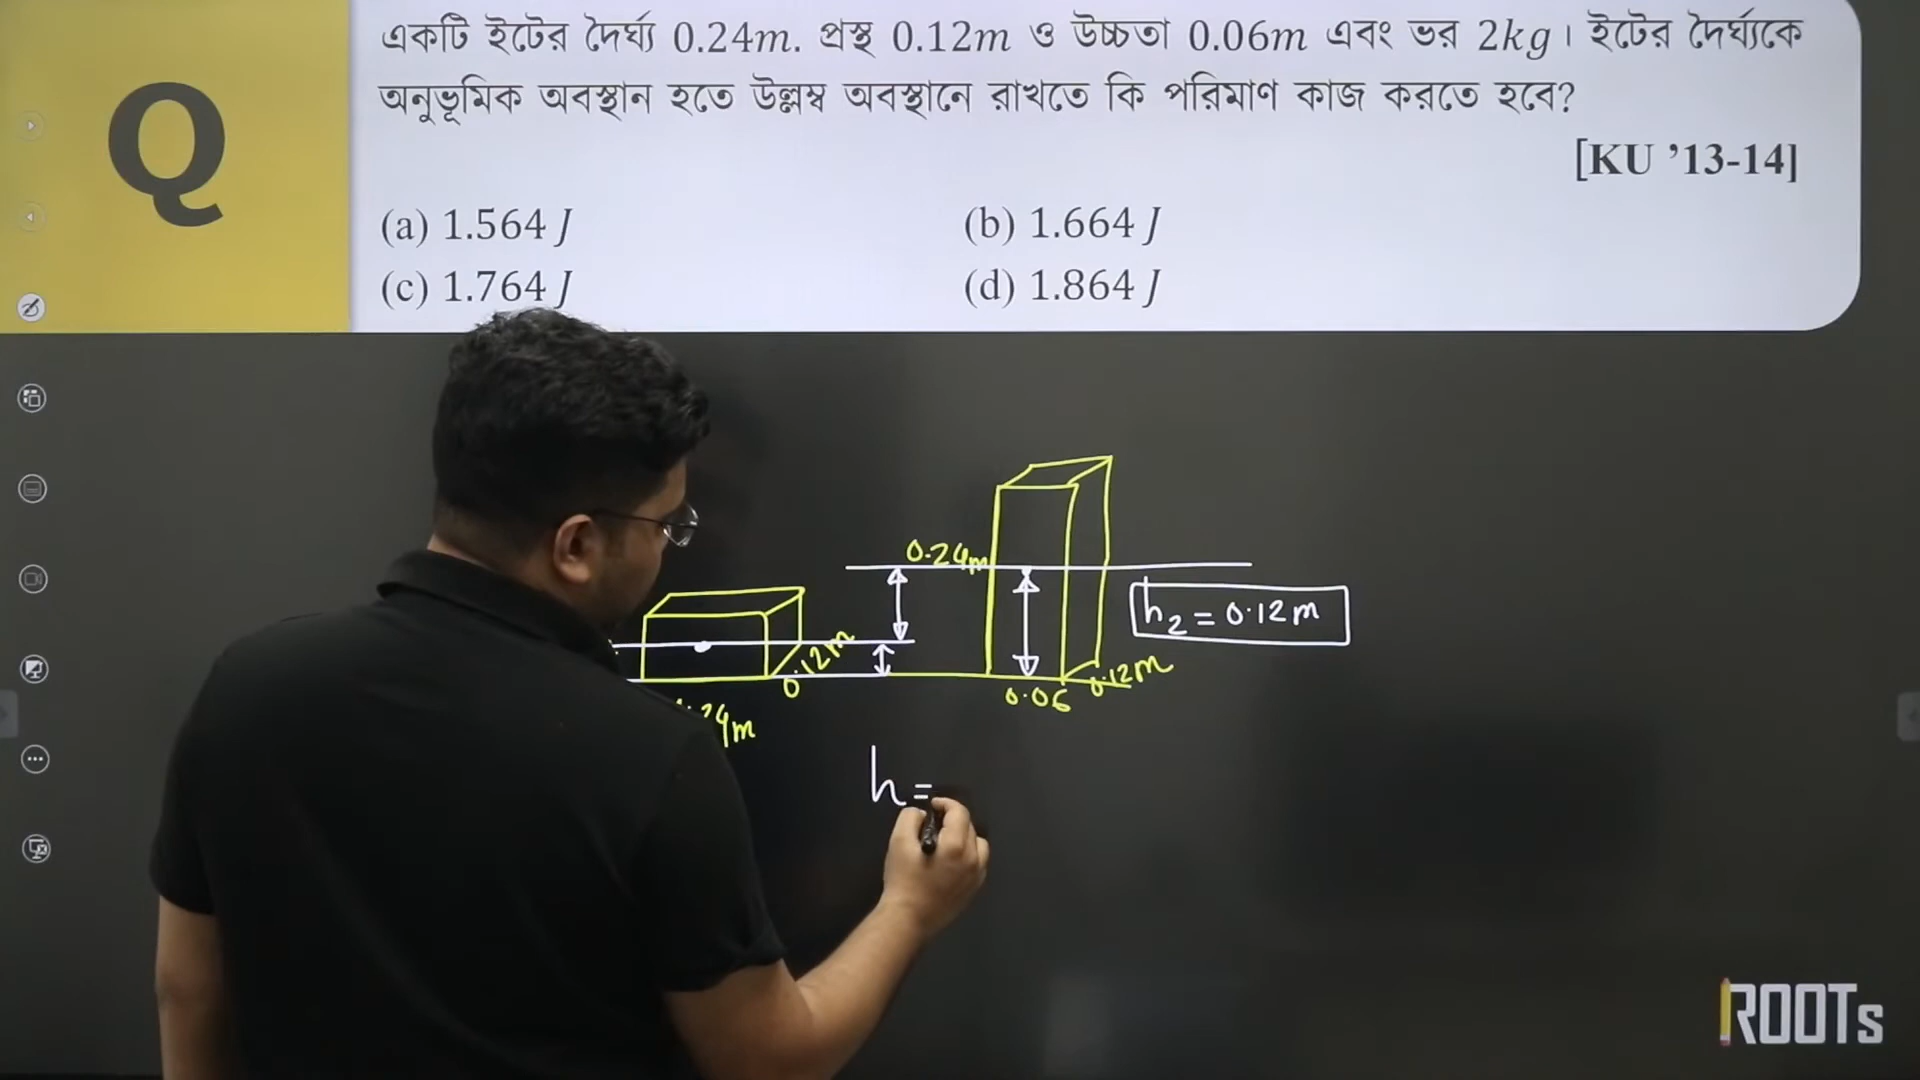 Q
একটি ইটের দৈর্ঘ্য 0.24m. প্রস্থ 0.12m ও উচ্চতা 0.06m এবং ভর 2kg। ইটের দৈর্ঘ্যকে
অনুভূমিক অবস্থান হতে উল্লম্ব অবস্থানে রাখতে কি পরিমাণ কাজ করতে হবে?
[KU ’13-14]
(a) 1.564 J (b) 1.664 J
(c) 1.764 J (d) 1.864 J
0.24m
h₂ = 0.12m
0.12m
0.06 0.12m
24m
h =
ROOTs